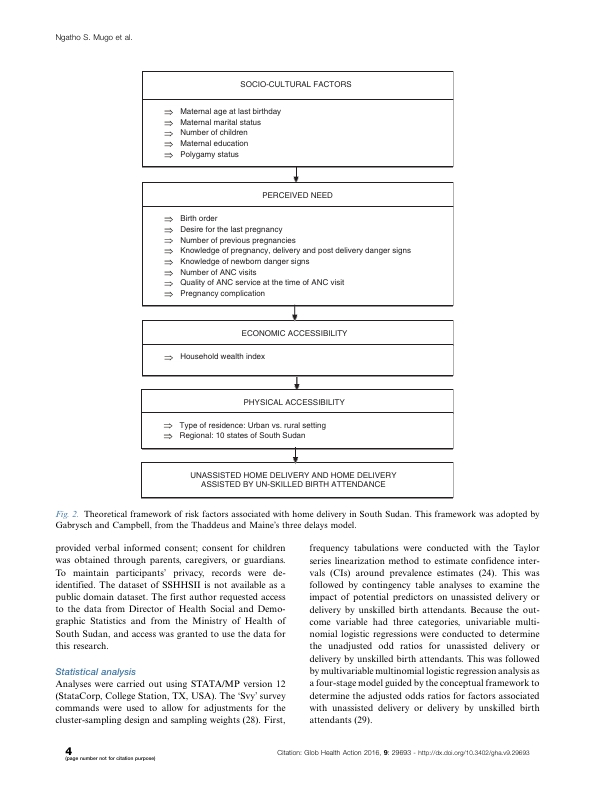 Ngatho S. Mugo et al.
SOCIO-CULTURAL FACTORS
⇒ Maternal age at last birthday
⇒ Maternal marital status
⇒ Number of children
⇒ Maternal education
⇒ Polygamy status
PERCEIVED NEED
⇒ Birth order
⇒ Desire for the last pregnancy
⇒ Number of previous pregnancies
⇒ Knowledge of pregnancy, delivery and post delivery danger signs
⇒ Knowledge of newborn danger signs
⇒ Number of ANC visits
⇒ Quality of ANC service at the time of ANC visit
⇒ Pregnancy complication
ECONOMIC ACCESSIBILITY
⇒ Household wealth index
PHYSICAL ACCESSIBILITY
⇒ Type of residence: Urban vs. rural setting
⇒ Regional: 10 states of South Sudan
UNASSISTED HOME DELIVERY AND HOME DELIVERY
ASSISTED BY UN-SKILLED BIRTH ATTENDANCE
Fig. 2. Theoretical framework of risk factors associated with home delivery in South Sudan. This framework was adopted by
Gabrysch and Campbell, from the Thaddeus and Maine's three delays model.
provided verbal informed consent; consent for children
was obtained through parents, caregivers, or guardians.
To maintain participants' privacy, records were de-
identified. The dataset of SSHHSII is not available as a
public domain dataset. The first author requested access
to the data from Director of Health Social and Demo-
graphic Statistics and from the Ministry of Health of
South Sudan, and access was granted to use the data for
this research.
Statistical analysis
Analyses were carried out using STATA/MP version 12
(StataCorp, College Station, TX, USA). The 'Svy' survey
commands were used to allow for adjustments for the
cluster-sampling design and sampling weights (28). First,
frequency tabulations were conducted with the Taylor
series linearization method to estimate confidence inter-
vals (CIs) around prevalence estimates (24). This was
followed by contingency table analyses to examine the
impact of potential predictors on unassisted delivery or
delivery by unskilled birth attendants. Because the out-
come variable had three categories, univariable multi-
nomial logistic regressions were conducted to determine
the unadjusted odd ratios for unassisted delivery or
delivery by unskilled birth attendants. This was followed
by multivariable multinomial logistic regression analysis as
a four-stage model guided by the conceptual framework to
determine the adjusted odds ratios for factors associated
with unassisted delivery or delivery by unskilled birth
attendants (29).
4
(page number not for citation purpose)
Citation: Glob Health Action 2016, 9: 29693 - http://dx.doi.org/10.3402/gha.v9.29693